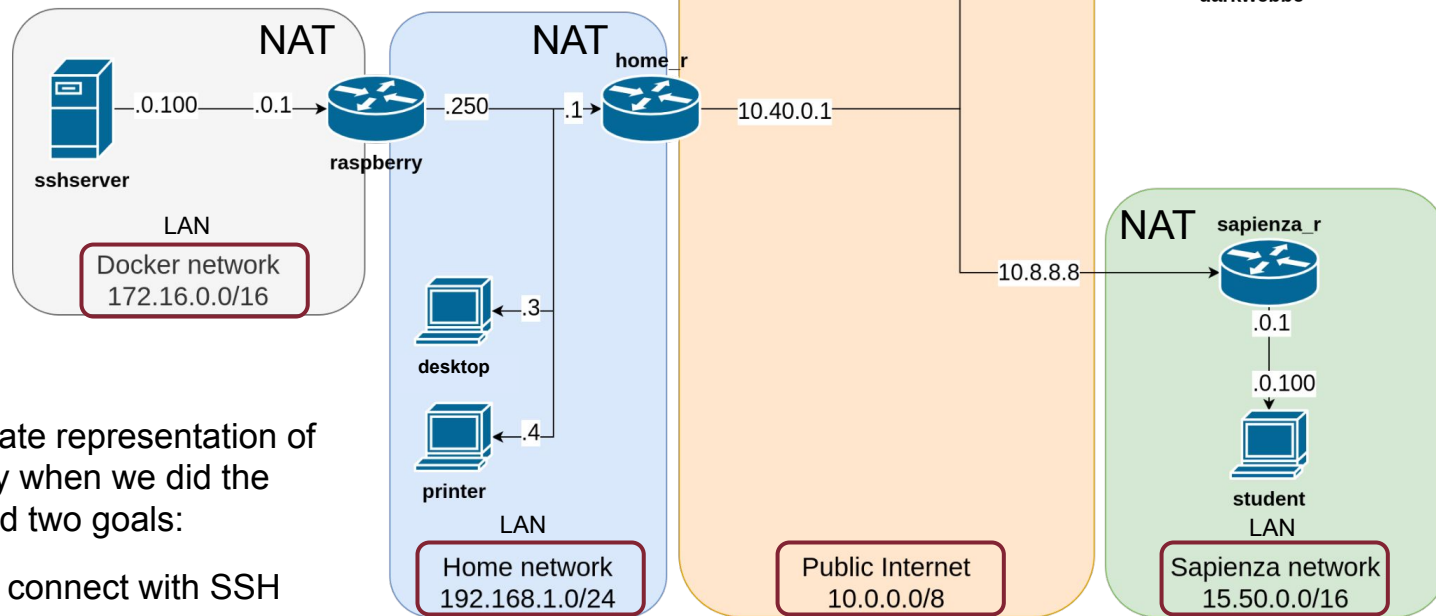 NAT
sshserver
.0.100
.0.1
raspberry
LAN
Docker network
172.16.0.0/16
NAT
home_r
.250
.1
.3
desktop
.4
printer
LAN
Home network
192.168.1.0/24
10.40.0.1
10.8.8.8
Public Internet
10.0.0.0/8
NAT
sapienza_r
.0.1
.0.100
student
LAN
Sapienza network
15.50.0.0/16
ate representation of
y when we did the
d two goals:
connect with SSH